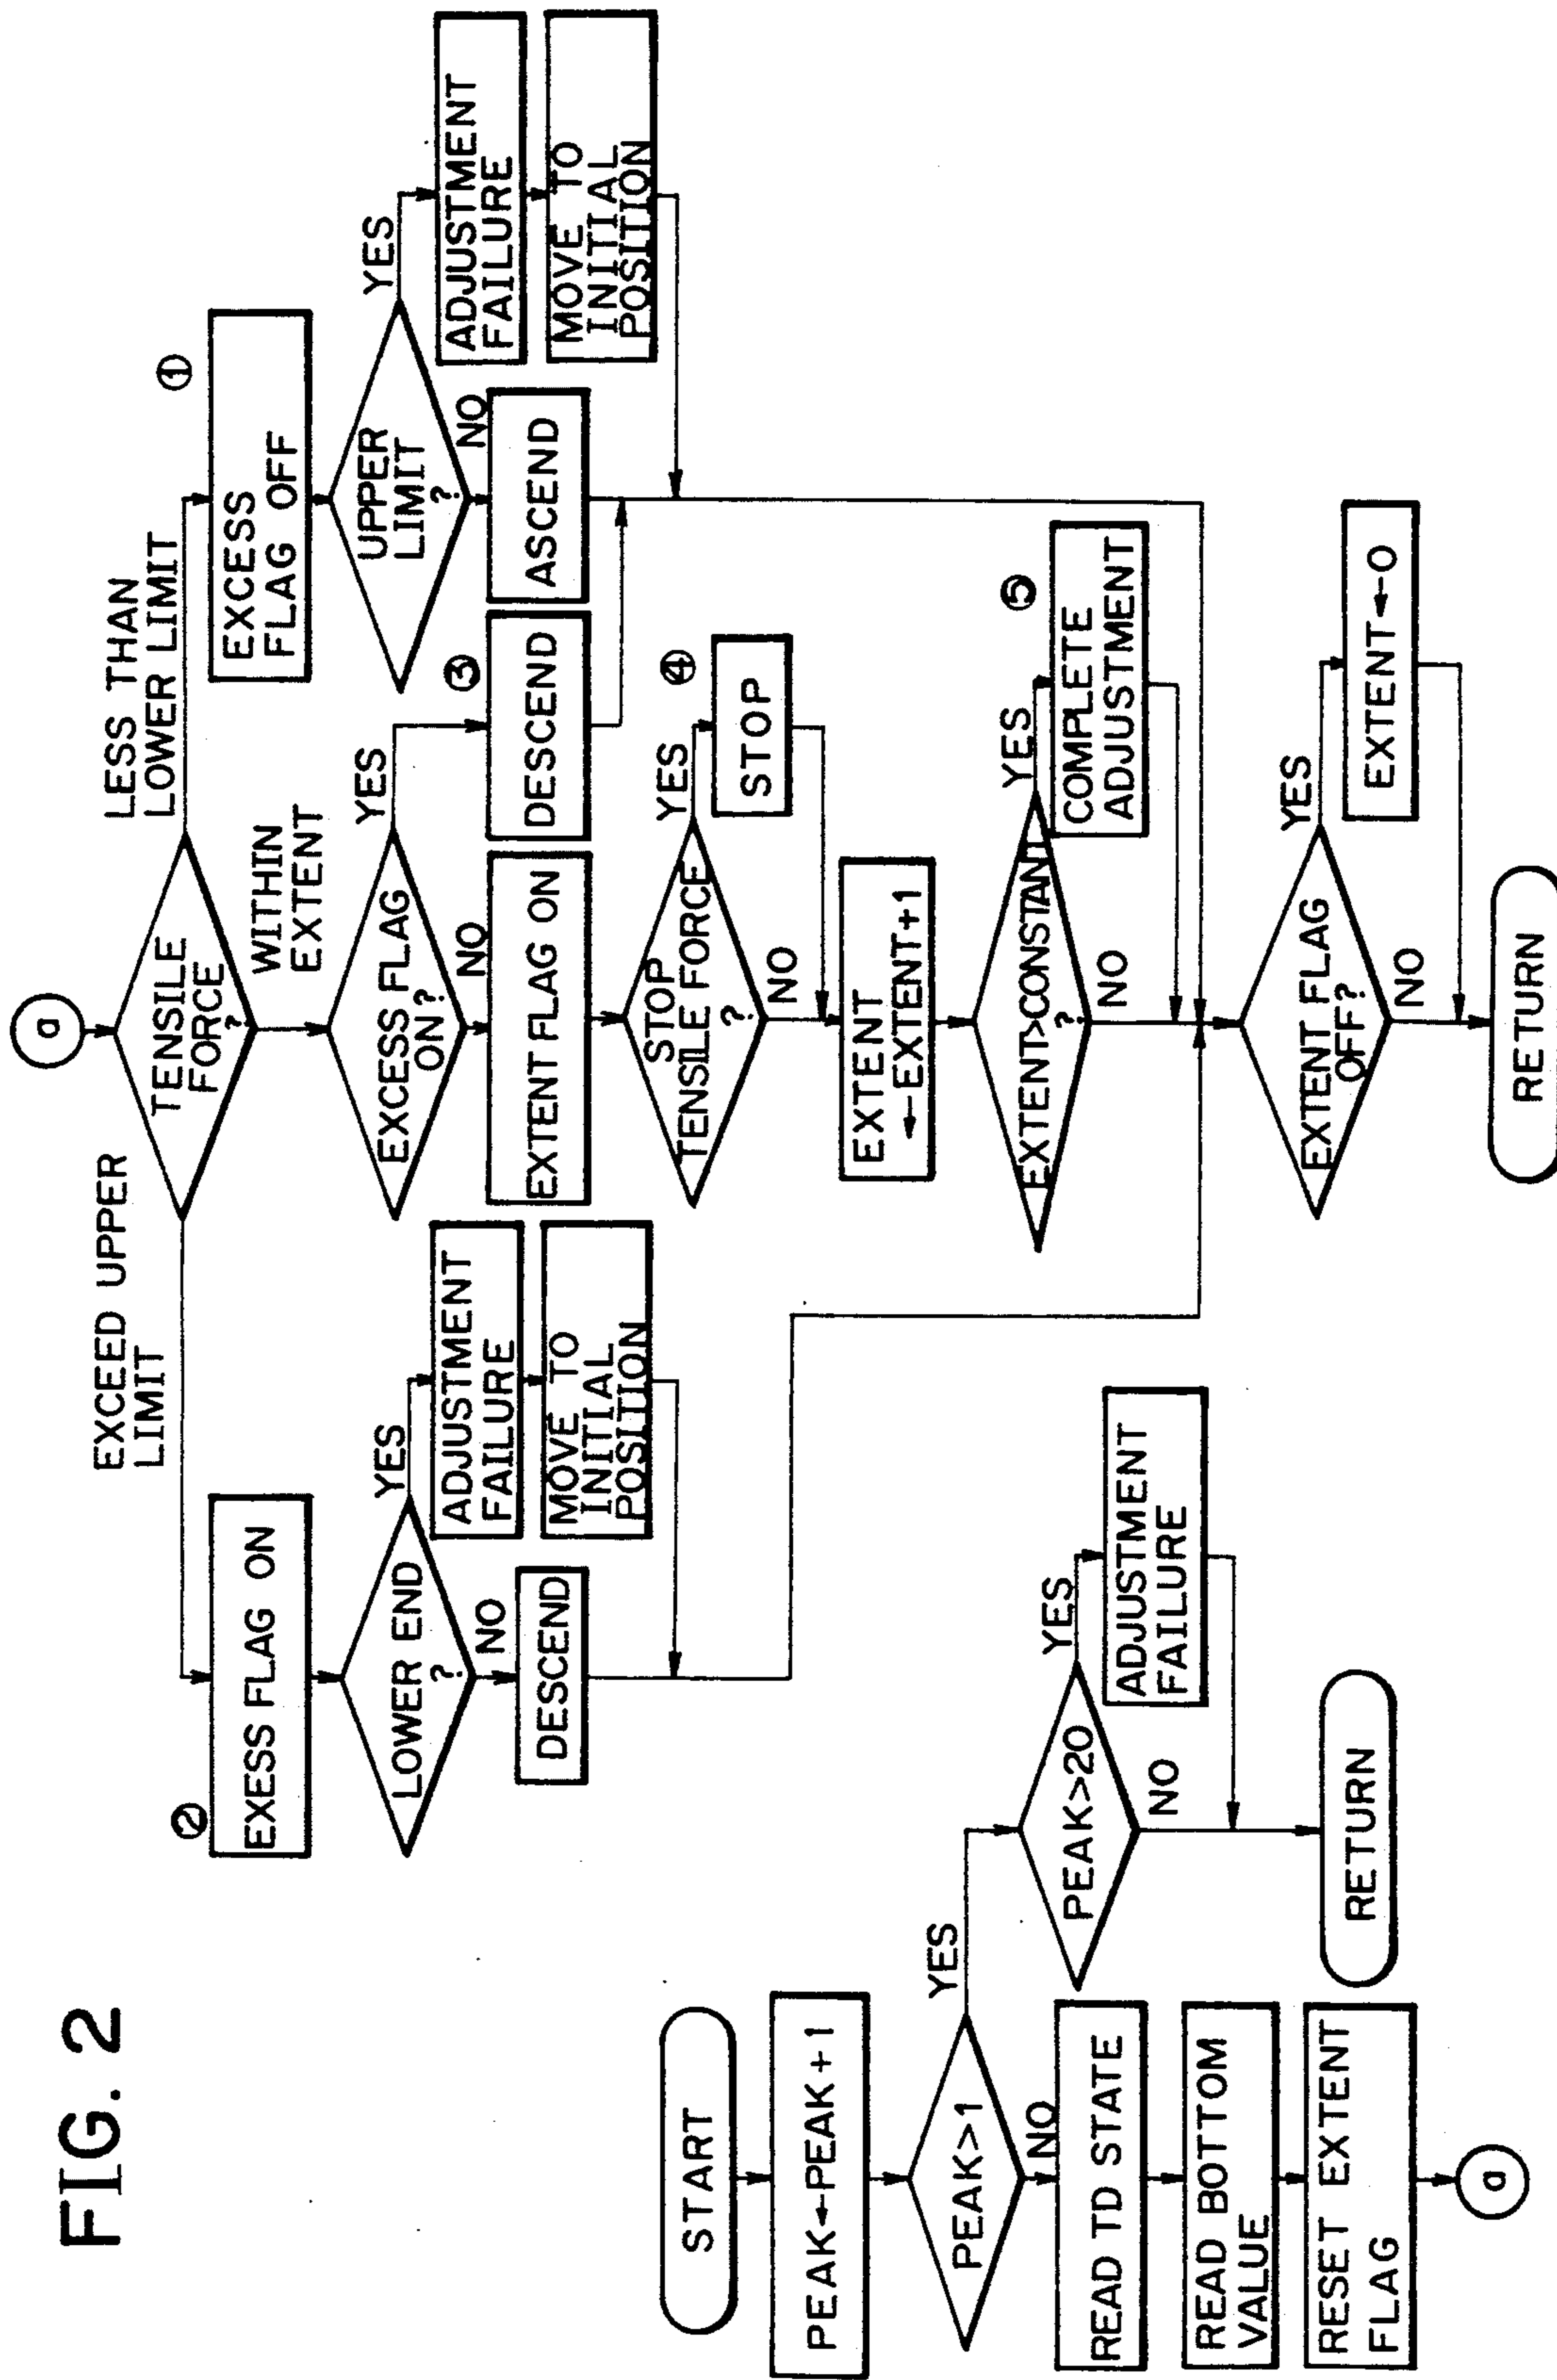 FIG. 2
START
PEAK←PEAK+1
PEAK>1
YES
NO
READ TD STATE
READ BOTTOM
VALUE
RESET EXTENT
FLAG
a
PEAK>20
YES
NO
ADJUSTMENT
FAILURE
RETURN
a
TENSILE
FORCE
?
EXCEED UPPER
LIMIT
WITHIN
EXTENT
LESS THAN
LOWER LIMIT
②
EXESS FLAG ON
LOWER END
?
YES
NO
DESCEND
ADJUSTMENT
FAILURE
MOVE TO
INITIAL
POSITION
EXCESS FLAG
ON?
YES
NO
③
DESCEND
EXTENT FLAG ON
STOP
TENSILE FORCE
?
YES
NO
④
STOP
EXTENT
←EXTENT+1
EXTENT>CONSTANT
?
YES
NO
⑤
COMPLETE
ADJUSTMENT
①
EXCESS
FLAG OFF
UPPER
LIMIT
?
YES
NO
ASCEND
ADJUSTMENT
FAILURE
MOVE TO
INITIAL
POSITION
EXTENT FLAG
OFF?
YES
NO
EXTENT←0
RETURN